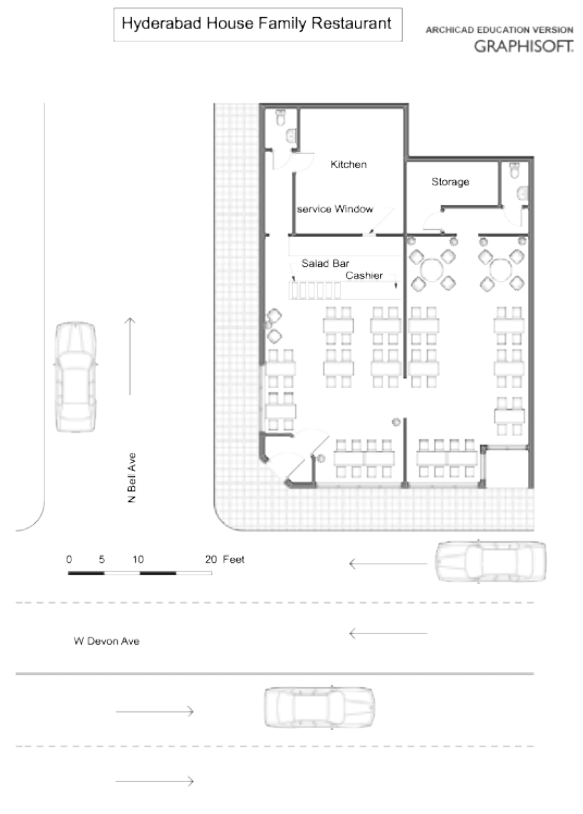 Hyderabad House Family Restaurant
ARCHICAD EDUCATION VERSION
GRAPHISOFT.
Kitchen
Storage
service Window
Salad Bar
Cashier
N Bell Ave
0 5 10 20 Feet
W Devon Ave